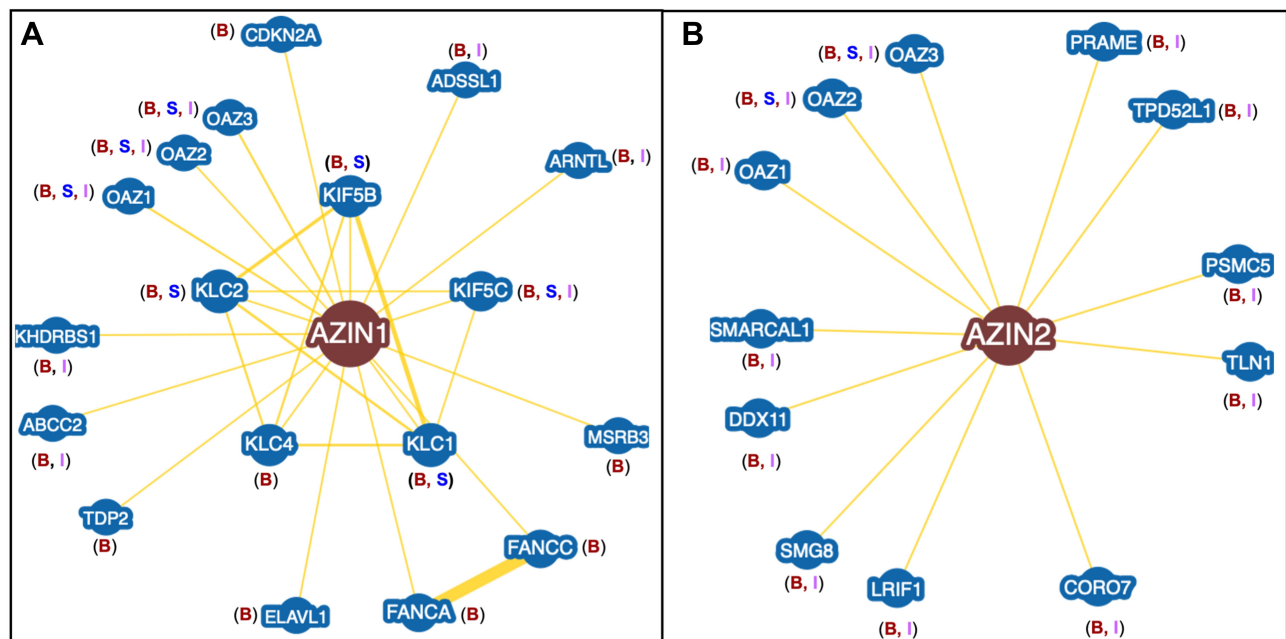 A
(B) CDKN2A
(B, I)
ADSSL1
(B, S, I)
OAZ3
(B, S, I) OAZ2
(B, S)
KIF5B
ARNTL (B, I)
(B, S, I) OAZ1
(B, S) KLC2
KIF5C (B, S, I)
AZIN1
KHDRBS1
(B, I)
ABCC2
(B, I)
KLC4
(B)
KLC1
(B, S)
MSRB3
(B)
TDP2
(B)
FANCC (B)
(B) ELAVL1
FANCA (B)
B
(B, S, I) OAZ3
PRAME (B, I)
(B, S, I) OAZ2
TPD52L1 (B, I)
(B, I) OAZ1
PSMC5
(B, I)
SMARCAL1
(B, I)
AZIN2
TLN1
(B, I)
DDX11
(B, I)
SMG8
(B, I)
LRIF1
(B, I)
CORO7
(B, I)